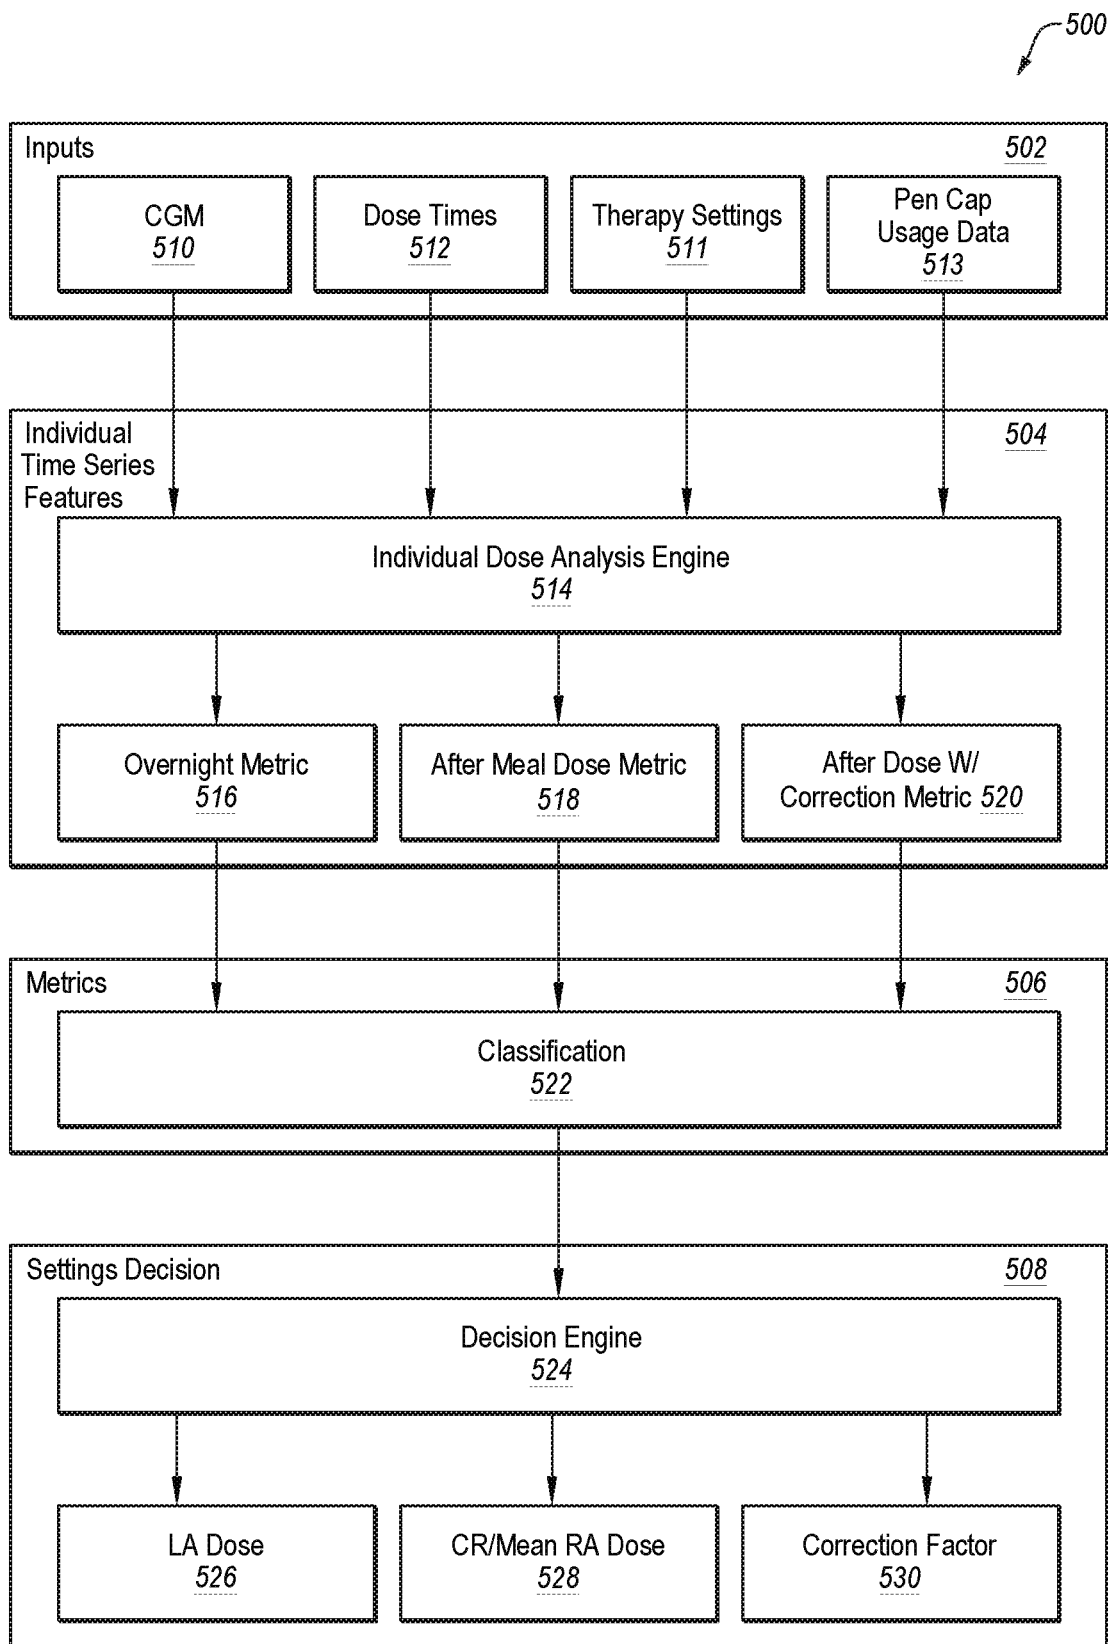 500
Inputs
502
CGM
510
Dose Times
512
Therapy Settings
511
Pen Cap
Usage Data
513
Individual
Time Series
Features
504
Individual Dose Analysis Engine
514
Overnight Metric
516
After Meal Dose Metric
518
After Dose W/
Correction Metric 520
Metrics
506
Classification
522
Settings Decision
508
Decision Engine
524
LA Dose
526
CR/Mean RA Dose
528
Correction Factor
530